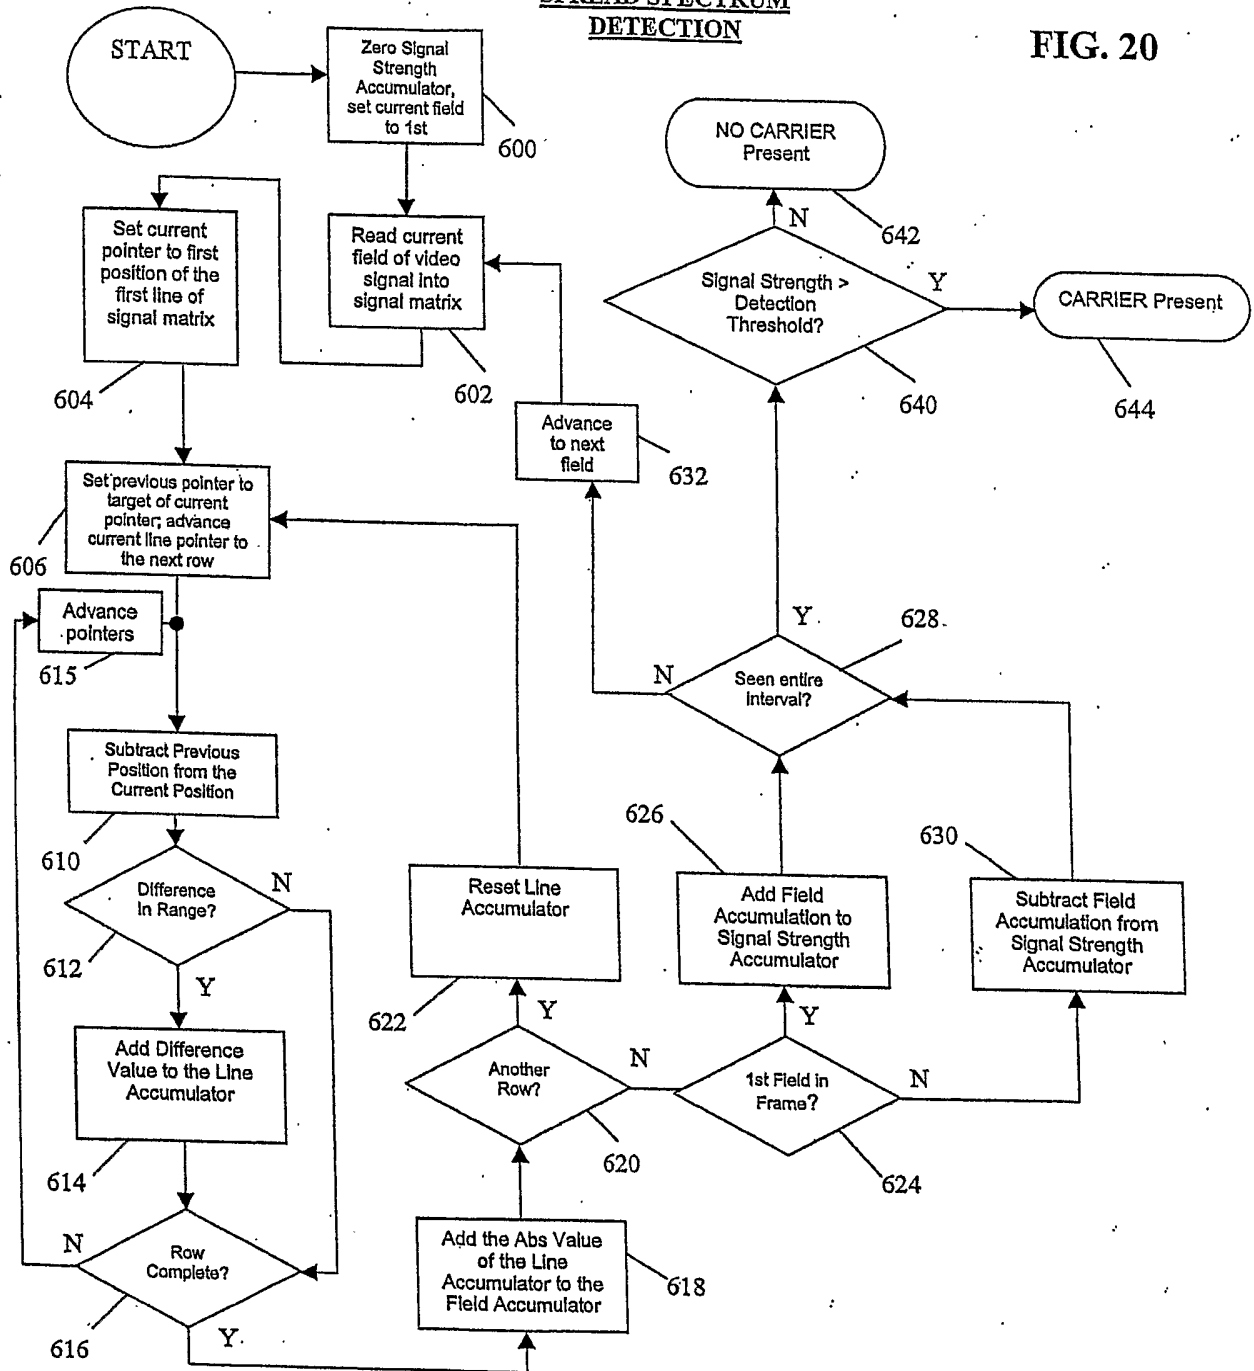 SPREAD SPECTRUM
DETECTION
FIG. 20
START
Zero Signal
Strength
Accumulator,
set current field
to 1st
600
Read current
field of video
signal into
signal matrix
602
Set current
pointer to first
position of the
first line of
signal matrix
604
Set previous pointer to
target of current
pointer; advance
current line pointer to
the next row
606
Advance
pointers
615
Subtract Previous
Position from the
Current Position
610
Difference
In Range?
N
612
Y
Add Difference
Value to the Line
Accumulator
614
N
Row
Complete?
616
Y
Add the Abs Value
of the Line
Accumulator to the
Field Accumulator
618
Another
Row?
N
620
Y
Reset Line
Accumulator
622
1st Field in
Frame?
N
624
Y
Add Field
Accumulation to
Signal Strength
Accumulator
626
Subtract Field
Accumulation from
Signal Strength
Accumulator
630
Seen entire
Interval?
628
N
Y
Advance
to next
field
632
Signal Strength >
Detection
Threshold?
640
N
Y
NO CARRIER
Present
642
CARRIER Present
644